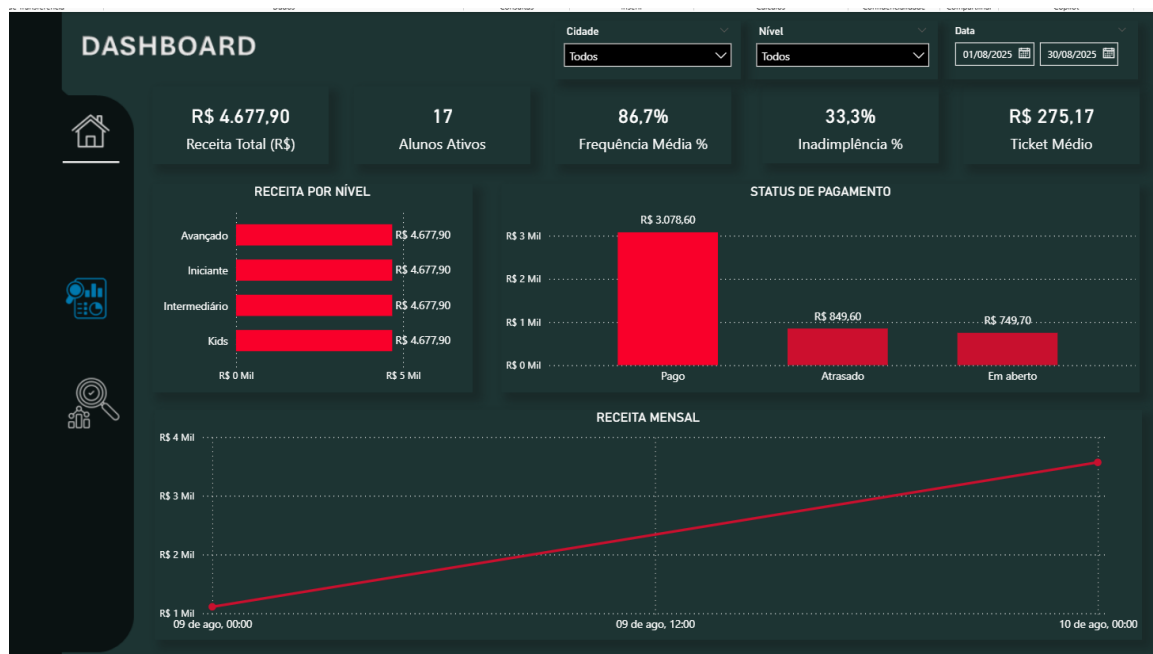 DASHBOARD
Cidade
Todos
Nível
Todos
Data
01/08/2025
30/08/2025
R$ 4.677,90
Receita Total (R$)
17
Alunos Ativos
86,7%
Frequência Média %
33,3%
Inadimplência %
R$ 275,17
Ticket Médio
RECEITA POR NÍVEL
Avançado R$ 4.677,90
Iniciante R$ 4.677,90
Intermediário R$ 4.677,90
Kids R$ 4.677,90
R$ 0 Mil R$ 5 Mil
STATUS DE PAGAMENTO
R$ 3 Mil
R$ 2 Mil
R$ 1 Mil
R$ 0 Mil
R$ 3.078,60
R$ 849,60
R$ 749,70
Pago Atrasado Em aberto
RECEITA MENSAL
R$ 4 Mil
R$ 3 Mil
R$ 2 Mil
R$ 1 Mil
09 de ago, 00:00 09 de ago, 12:00 10 de ago, 00:00